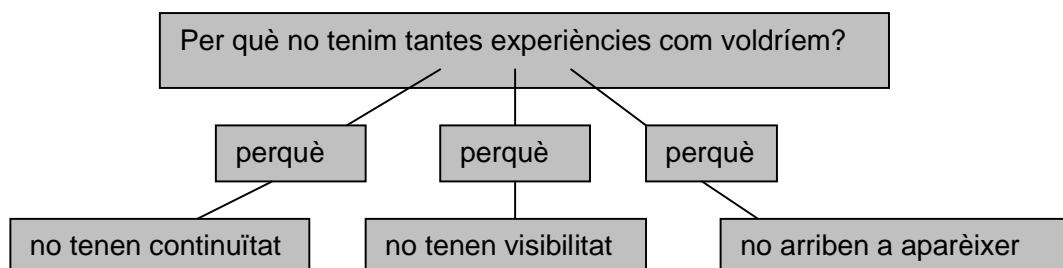 Per què no tenim tantes experiències com voldríem?
perquè
perquè
perquè
no tenen continuïtat
no tenen visibilitat
no arriben a aparèixer